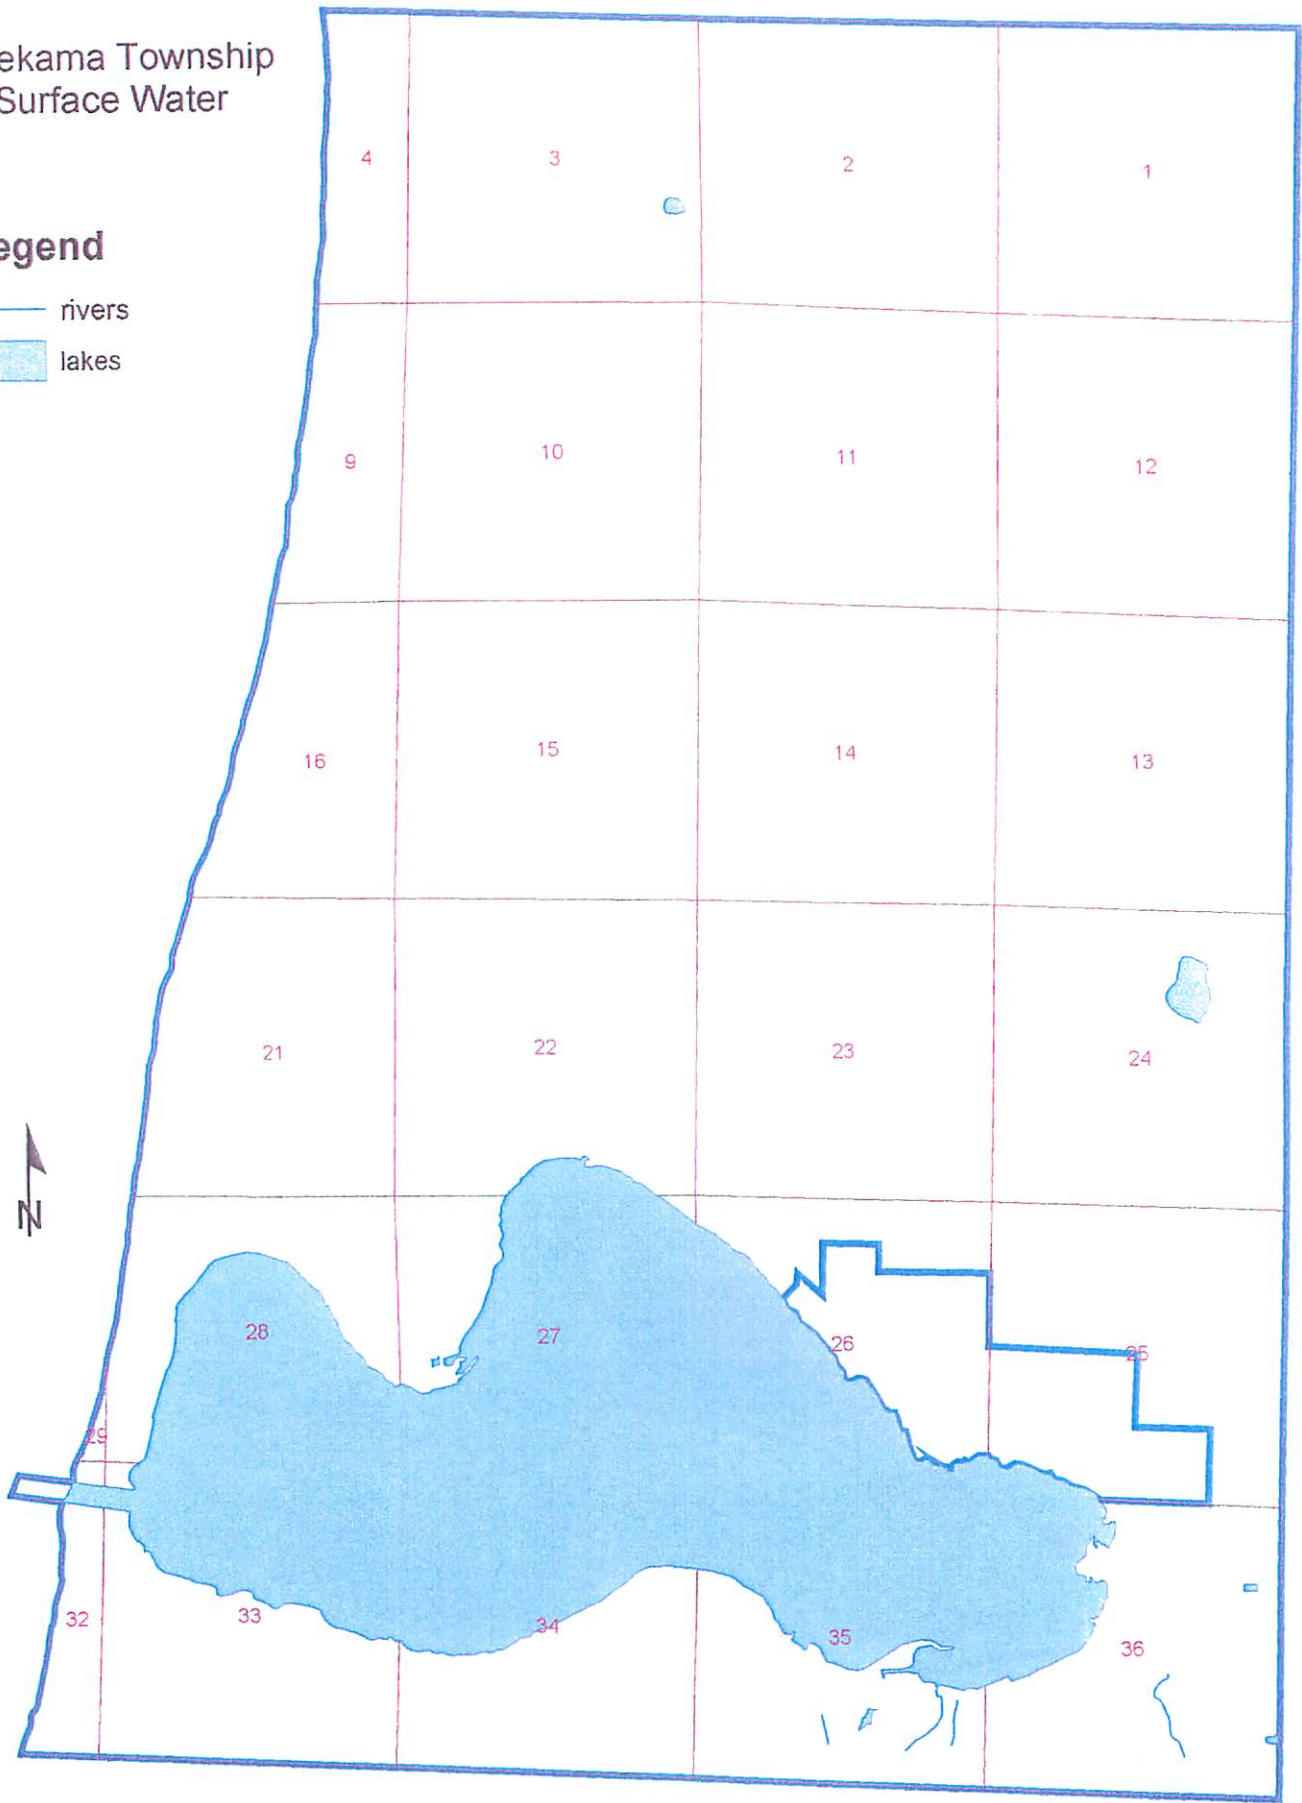 ekama Township
Surface Water
egend
rivers
lakes
4 3 2 1
9 10 11 12
16 15 14 13
21 22 23 24
N
28 27 26 25
29
32 33 34 35 36